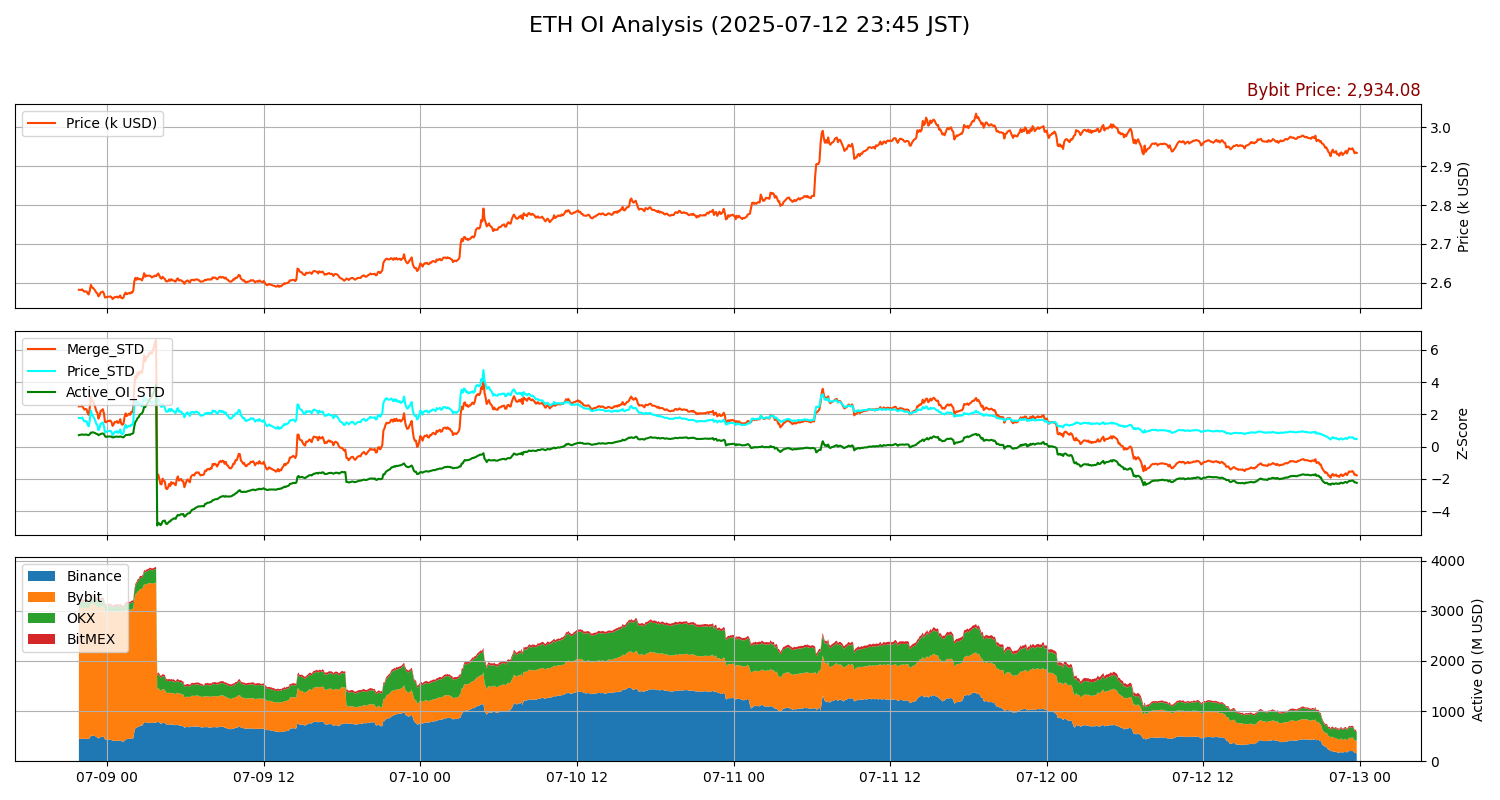 ETH OI Analysis (2025-07-12 23:45 JST)
Bybit Price: 2,934.08
Price (k USD)
3.0
2.9
2.8
2.7
2.6
Price (k USD)
Merge_STD
Price_STD
Active_OI_STD
6
4
2
0
−2
−4
Z-Score
Binance
Bybit
OKX
BitMEX
4000
3000
2000
1000
0
Active OI (M USD)
07-09 00 07-09 12 07-10 00 07-10 12 07-11 00 07-11 12 07-12 00 07-12 12 07-13 00